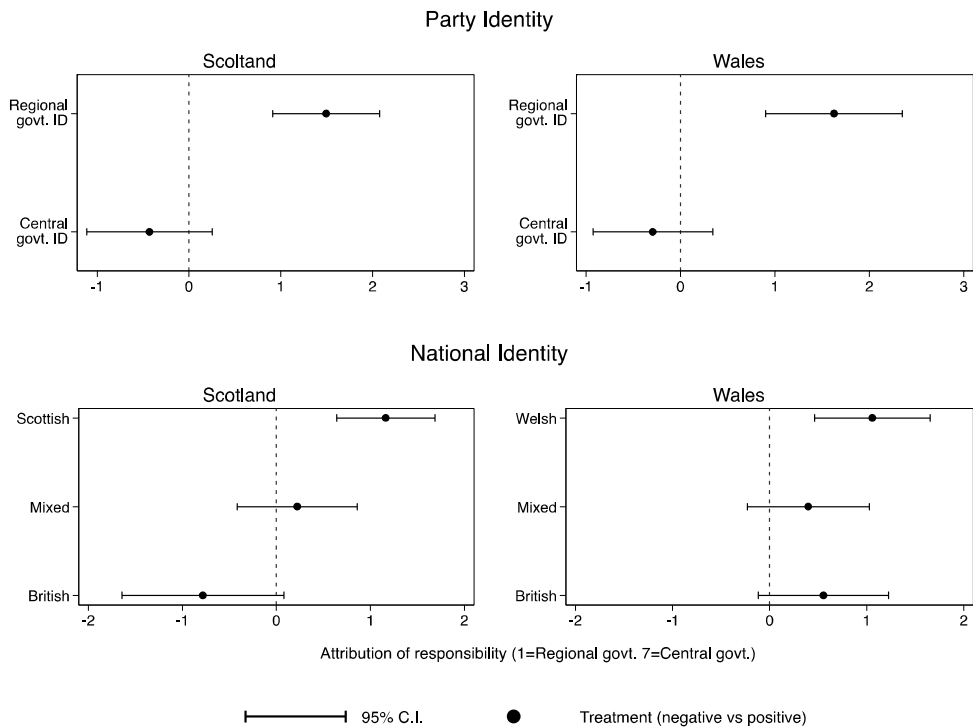 Party Identity
Scoltand
Wales
Regional
govt. ID
Central
govt. ID
-1 0 1 2 3
Regional
govt. ID
Central
govt. ID
-1 0 1 2 3
National Identity
Scotland
Wales
Scottish
Mixed
British
-2 -1 0 1 2
Welsh
Mixed
British
-2 -1 0 1 2
Attribution of responsibility (1=Regional govt. 7=Central govt.)
95% C.I.
Treatment (negative vs positive)